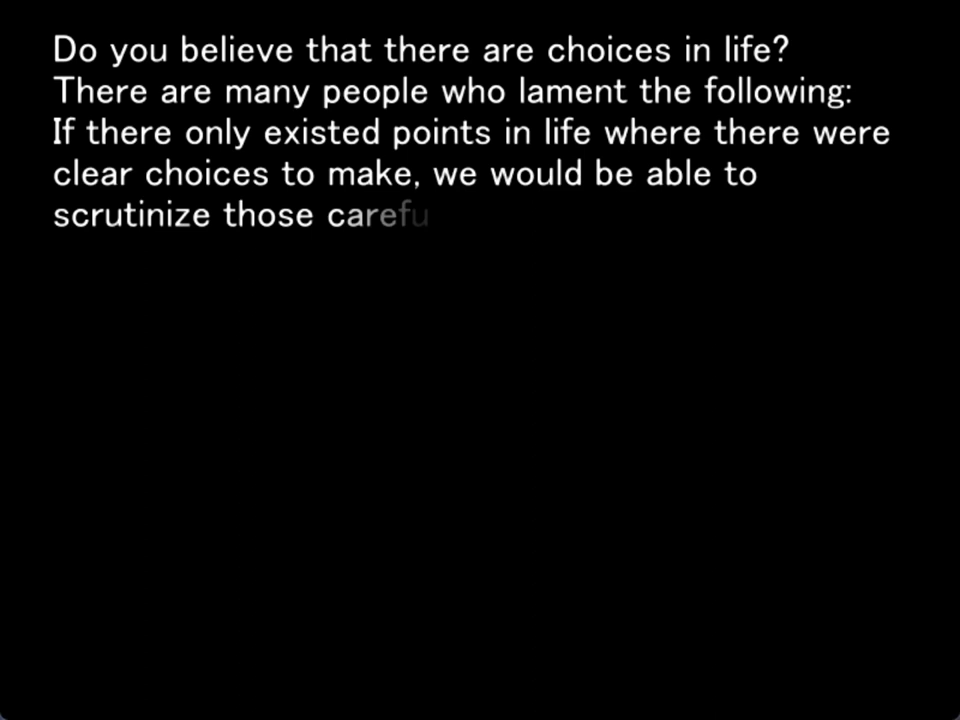 Do you believe that there are choices in life?
There are many people who lament the following:
If there only existed points in life where there were
clear choices to make, we would be able to
scrutinize those carefu